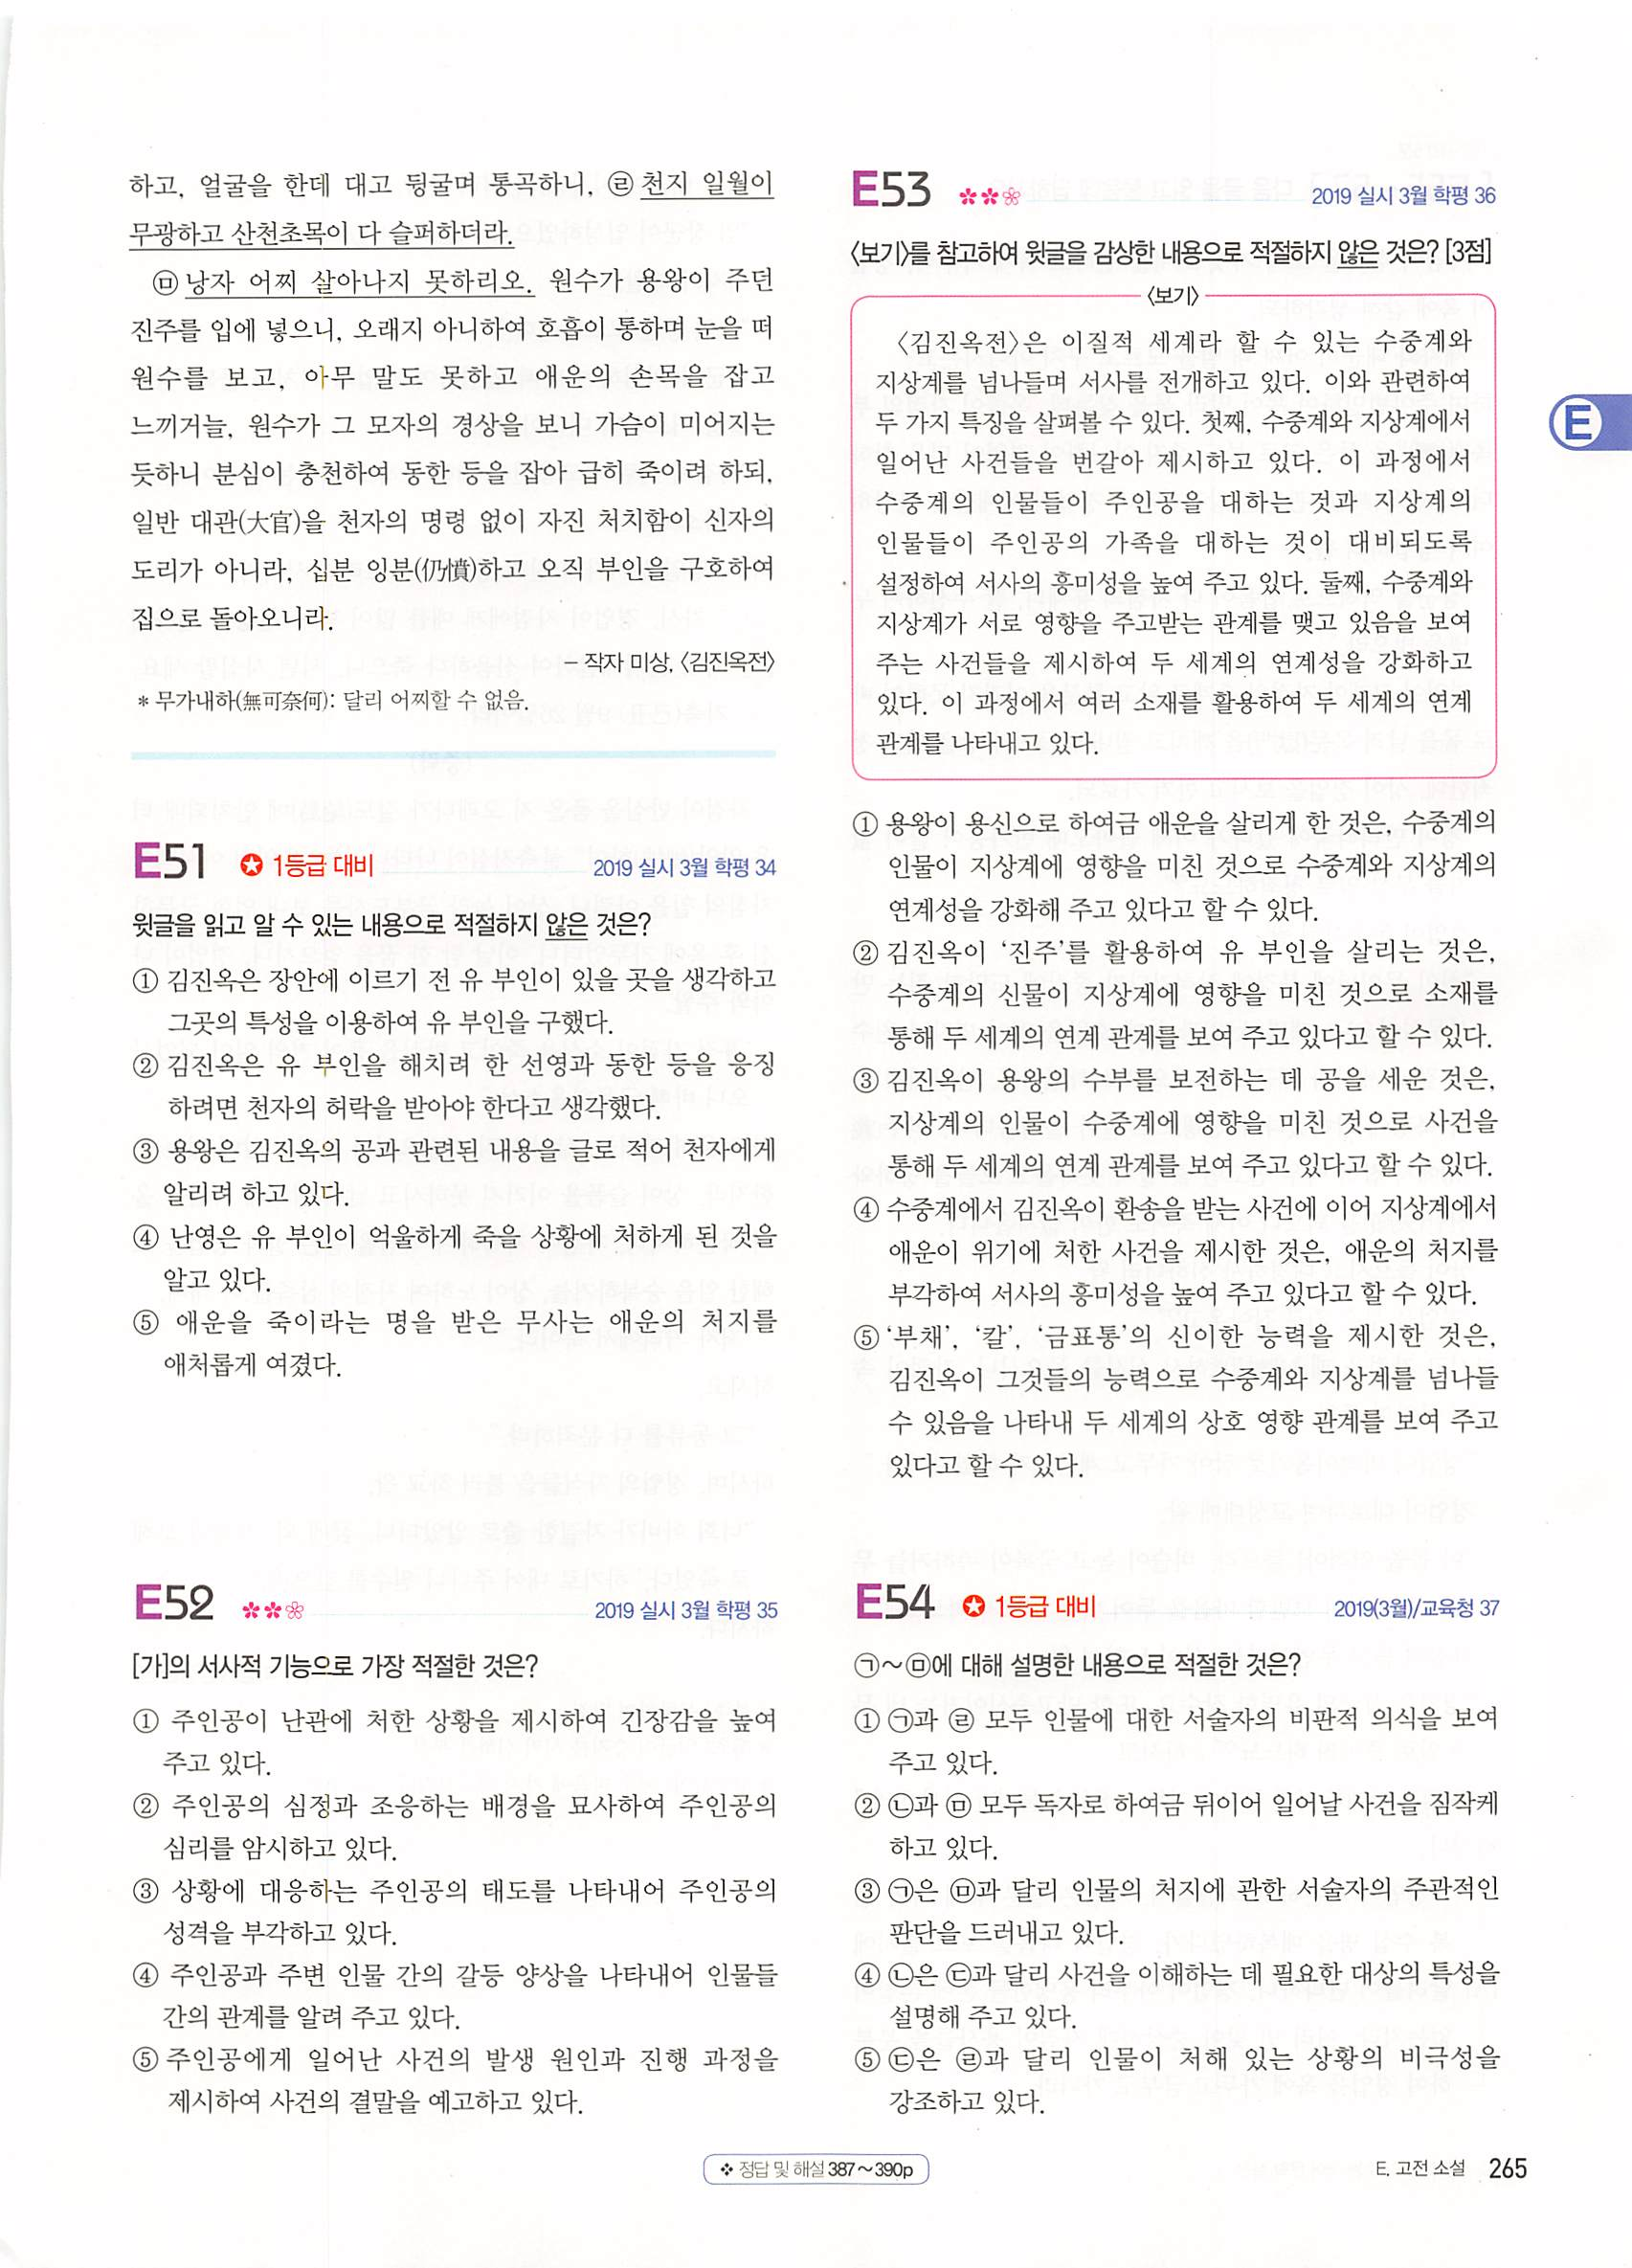 하고, 얼굴을 한데 대고 뒹굴며 통곡하니, ㉣ 천지 일월이
무광하고 산천초목이 다 슬퍼하더라.
㉤ 낭자 어찌 살아나지 못하리오. 원수가 용왕이 주던
진주를 입에 넣으니, 오래지 아니하여 호흡이 통하며 눈을 떠
원수를 보고, 아무 말도 못하고 애운의 손목을 잡고
느끼거늘, 원수가 그 모자의 경상을 보니 가슴이 미어지는
듯하니 분심이 충천하여 동한 등을 잡아 급히 죽이려 하되,
일반 대관(大官)을 천자의 명령 없이 자진 처치함이 신자의
도리가 아니라, 십분 잉분(仍憤)하고 오직 부인을 구호하여
집으로 돌아오니라.
- 작자 미상, 〈김진옥전〉
* 무가내하(無可奈何): 달리 어찌할 수 없음.
E51 ✪ 1등급 대비 2019 실시 3월 학평 34
윗글을 읽고 알 수 있는 내용으로 적절하지 않은 것은?
① 김진옥은 장안에 이르기 전 유 부인이 있을 곳을 생각하고
그곳의 특성을 이용하여 유 부인을 구했다.
② 김진옥은 유 부인을 해치려 한 선영과 동한 등을 응징
하려면 천자의 허락을 받아야 한다고 생각했다.
③ 용왕은 김진옥의 공과 관련된 내용을 글로 적어 천자에게
알리려 하고 있다.
④ 난영은 유 부인이 억울하게 죽을 상황에 처하게 된 것을
알고 있다.
⑤ 애운을 죽이라는 명을 받은 무사는 애운의 처지를
애처롭게 여겼다.
E52 2019 실시 3월 학평 35
[가]의 서사적 기능으로 가장 적절한 것은?
① 주인공이 난관에 처한 상황을 제시하여 긴장감을 높여
주고 있다.
② 주인공의 심정과 조응하는 배경을 묘사하여 주인공의
심리를 암시하고 있다.
③ 상황에 대응하는 주인공의 태도를 나타내어 주인공의
성격을 부각하고 있다.
④ 주인공과 주변 인물 간의 갈등 양상을 나타내어 인물들
간의 관계를 알려 주고 있다.
⑤ 주인공에게 일어난 사건의 발생 원인과 진행 과정을
제시하여 사건의 결말을 예고하고 있다.
E53 2019 실시 3월 학평 36
〈보기〉를 참고하여 윗글을 감상한 내용으로 적절하지 않은 것은? [3점]
〈보기〉
〈김진옥전〉은 이질적 세계라 할 수 있는 수중계와
지상계를 넘나들며 서사를 전개하고 있다. 이와 관련하여
두 가지 특징을 살펴볼 수 있다. 첫째, 수중계와 지상계에서
일어난 사건들을 번갈아 제시하고 있다. 이 과정에서
수중계의 인물들이 주인공을 대하는 것과 지상계의
인물들이 주인공의 가족을 대하는 것이 대비되도록
설정하여 서사의 흥미성을 높여 주고 있다. 둘째, 수중계와
지상계가 서로 영향을 주고받는 관계를 맺고 있음을 보여
주는 사건들을 제시하여 두 세계의 연계성을 강화하고
있다. 이 과정에서 여러 소재를 활용하여 두 세계의 연계
관계를 나타내고 있다.
① 용왕이 용신으로 하여금 애운을 살리게 한 것은, 수중계의
인물이 지상계에 영향을 미친 것으로 수중계와 지상계의
연계성을 강화해 주고 있다고 할 수 있다.
② 김진옥이 ‘진주’를 활용하여 유 부인을 살리는 것은,
수중계의 신물이 지상계에 영향을 미친 것으로 소재를
통해 두 세계의 연계 관계를 보여 주고 있다고 할 수 있다.
③ 김진옥이 용왕의 수부를 보전하는 데 공을 세운 것은,
지상계의 인물이 수중계에 영향을 미친 것으로 사건을
통해 두 세계의 연계 관계를 보여 주고 있다고 할 수 있다.
④ 수중계에서 김진옥이 환송을 받는 사건에 이어 지상계에서
애운이 위기에 처한 사건을 제시한 것은, 애운의 처지를
부각하여 서사의 흥미성을 높여 주고 있다고 할 수 있다.
⑤ ‘부채’, ‘칼’, ‘금표통’의 신이한 능력을 제시한 것은,
김진옥이 그것들의 능력으로 수중계와 지상계를 넘나들
수 있음을 나타내 두 세계의 상호 영향 관계를 보여 주고
있다고 할 수 있다.
E54 ✪ 1등급 대비 2019(3월)/교육청 37
㉠～㉤에 대해 설명한 내용으로 적절한 것은?
① ㉠과 ㉣ 모두 인물에 대한 서술자의 비판적 의식을 보여
주고 있다.
② ㉡과 ㉤ 모두 독자로 하여금 뒤이어 일어날 사건을 짐작케
하고 있다.
③ ㉠은 ㉤과 달리 인물의 처지에 관한 서술자의 주관적인
판단을 드러내고 있다.
④ ㉡은 ㉢과 달리 사건을 이해하는 데 필요한 대상의 특성을
설명해 주고 있다.
⑤ ㉢은 ㉣과 달리 인물이 처해 있는 상황의 비극성을
강조하고 있다.
E
❖ 정답 및 해설 387～390p
E. 고전 소설 265